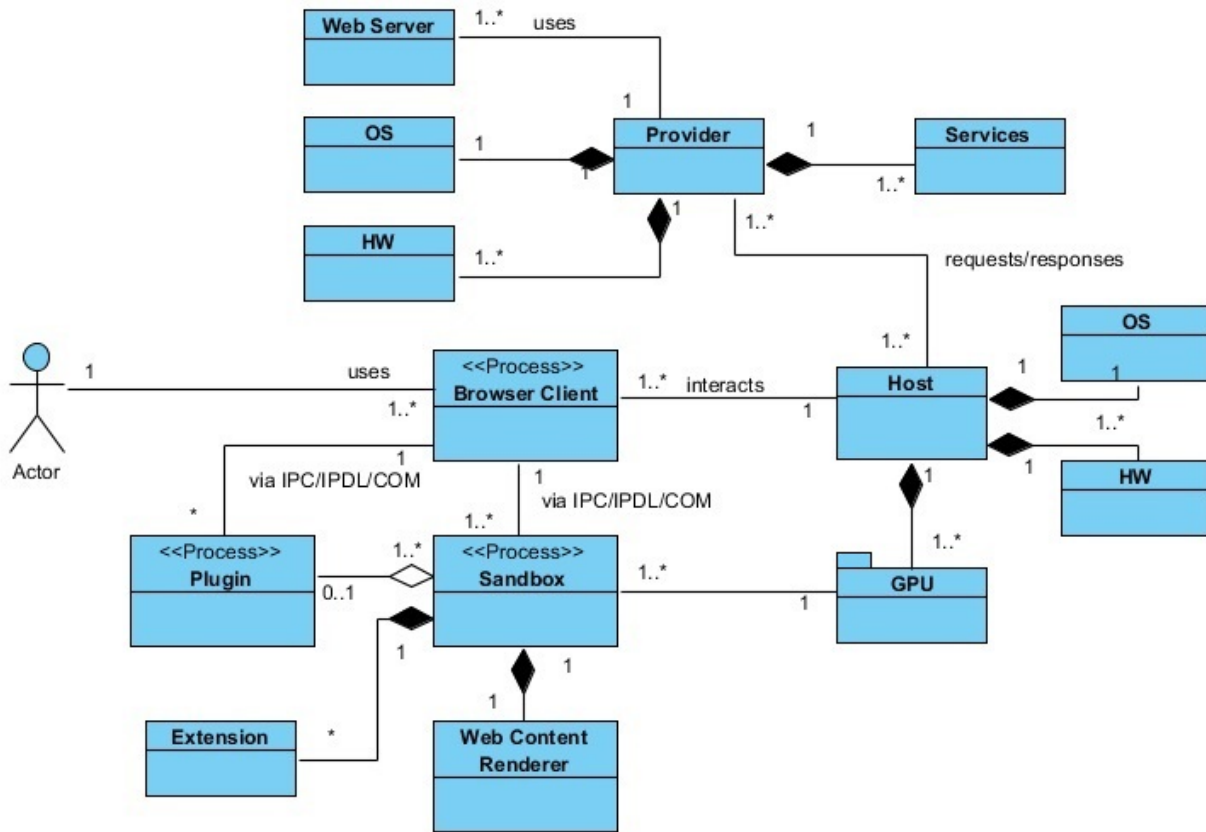 Web Server
1..*
uses
1
OS
1
1
Provider
1
Services
1..*
HW
1..*
1
1..*
requests/responses
1..*
OS
1
1
Actor
1
uses
1..*
<<Process>>
Browser Client
1..*
interacts
1
Host
1..*
1
HW
1
via IPC/IPDL/COM
*
1
via IPC/IPDL/COM
1..*
1
1..*
<<Process>>
Plugin
0..1
1..*
<<Process>>
Sandbox
1..*
1
GPU
1
*
Extension
1
1
Web Content
Renderer